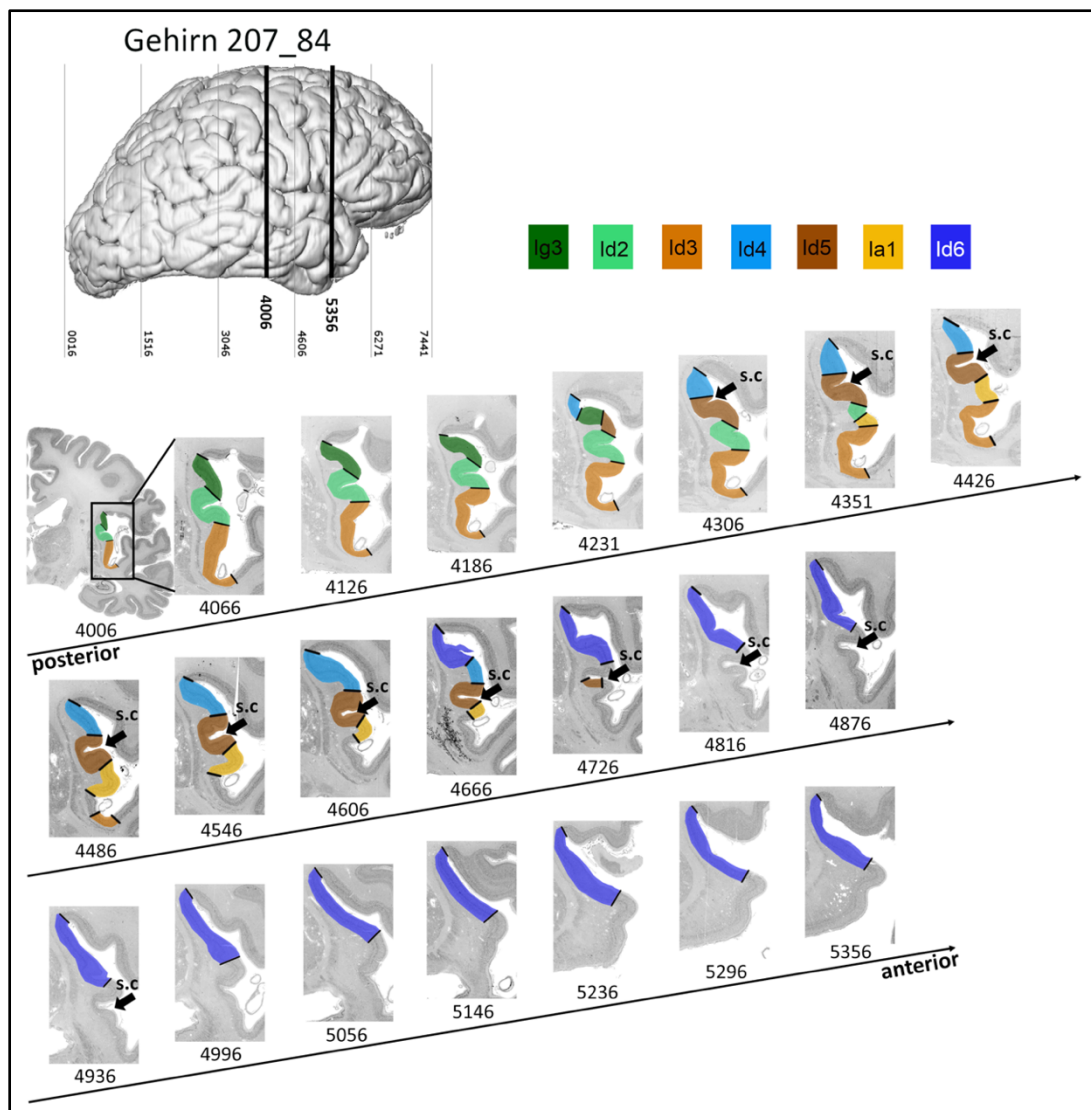 Gehirn 207_84
4006
5356
0016
1516
3046
4606
6271
7441
Ig3 Id2 Id3 Id4 Id5 Ia1 Id6
s.c
s.c
s.c
4006
4066
4126
4186
4231
4306
4351
4426
posterior
s.c
s.c
s.c
s.c
s.c
s.c
s.c
4486
4546
4606
4666
4726
4816
4876
s.c
4936
4996
5056
5146
5236
5296
5356
anterior